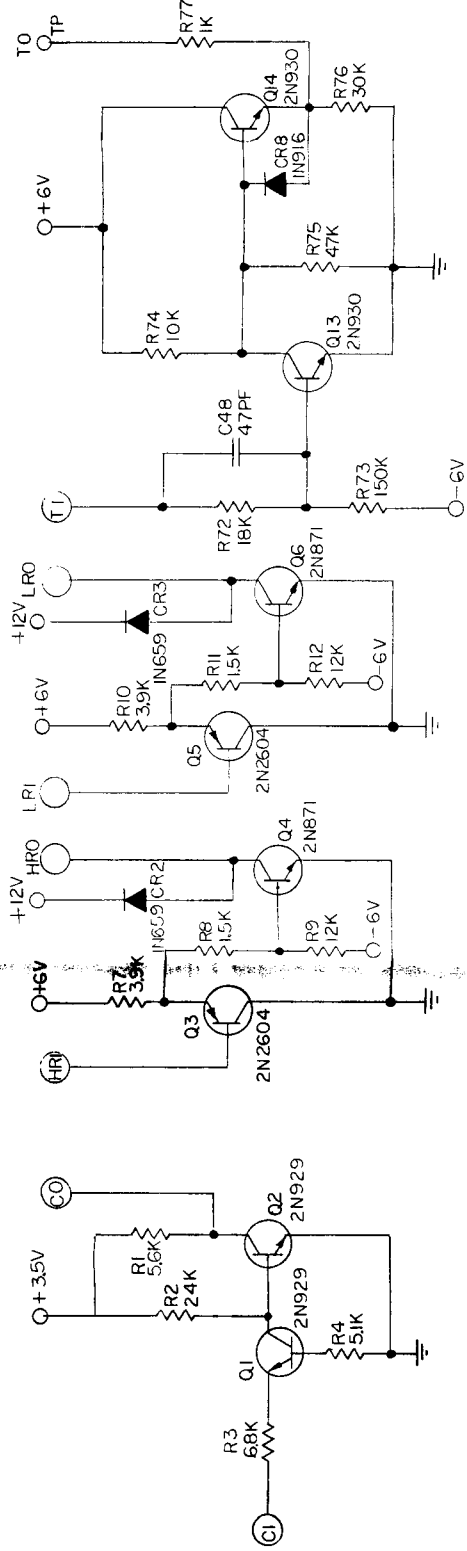 C1
R3
6.8K
Q1
2N929
R4
5.1K
+3.5V
R2
24K
R1
5.6K
CO
Q2
2N929
HR1
+6V
R7
3.9K
Q3
2N2604
+12V
HRO
1N659
CR2
R8
1.5K
R9
12K
-6V
Q4
2N871
LR1
+6V
R10
3.9K
Q5
2N2604
+12V
LRO
1N659
CR3
R11
1.5K
R12
12K
-6V
Q6
2N871
T1
R72
18K
C48
47PF
R73
150K
-6V
Q13
2N930
R74
10K
+6V
R75
47K
CR8
1N916
Q14
2N930
R76
30K
R77
1K
TO
TP